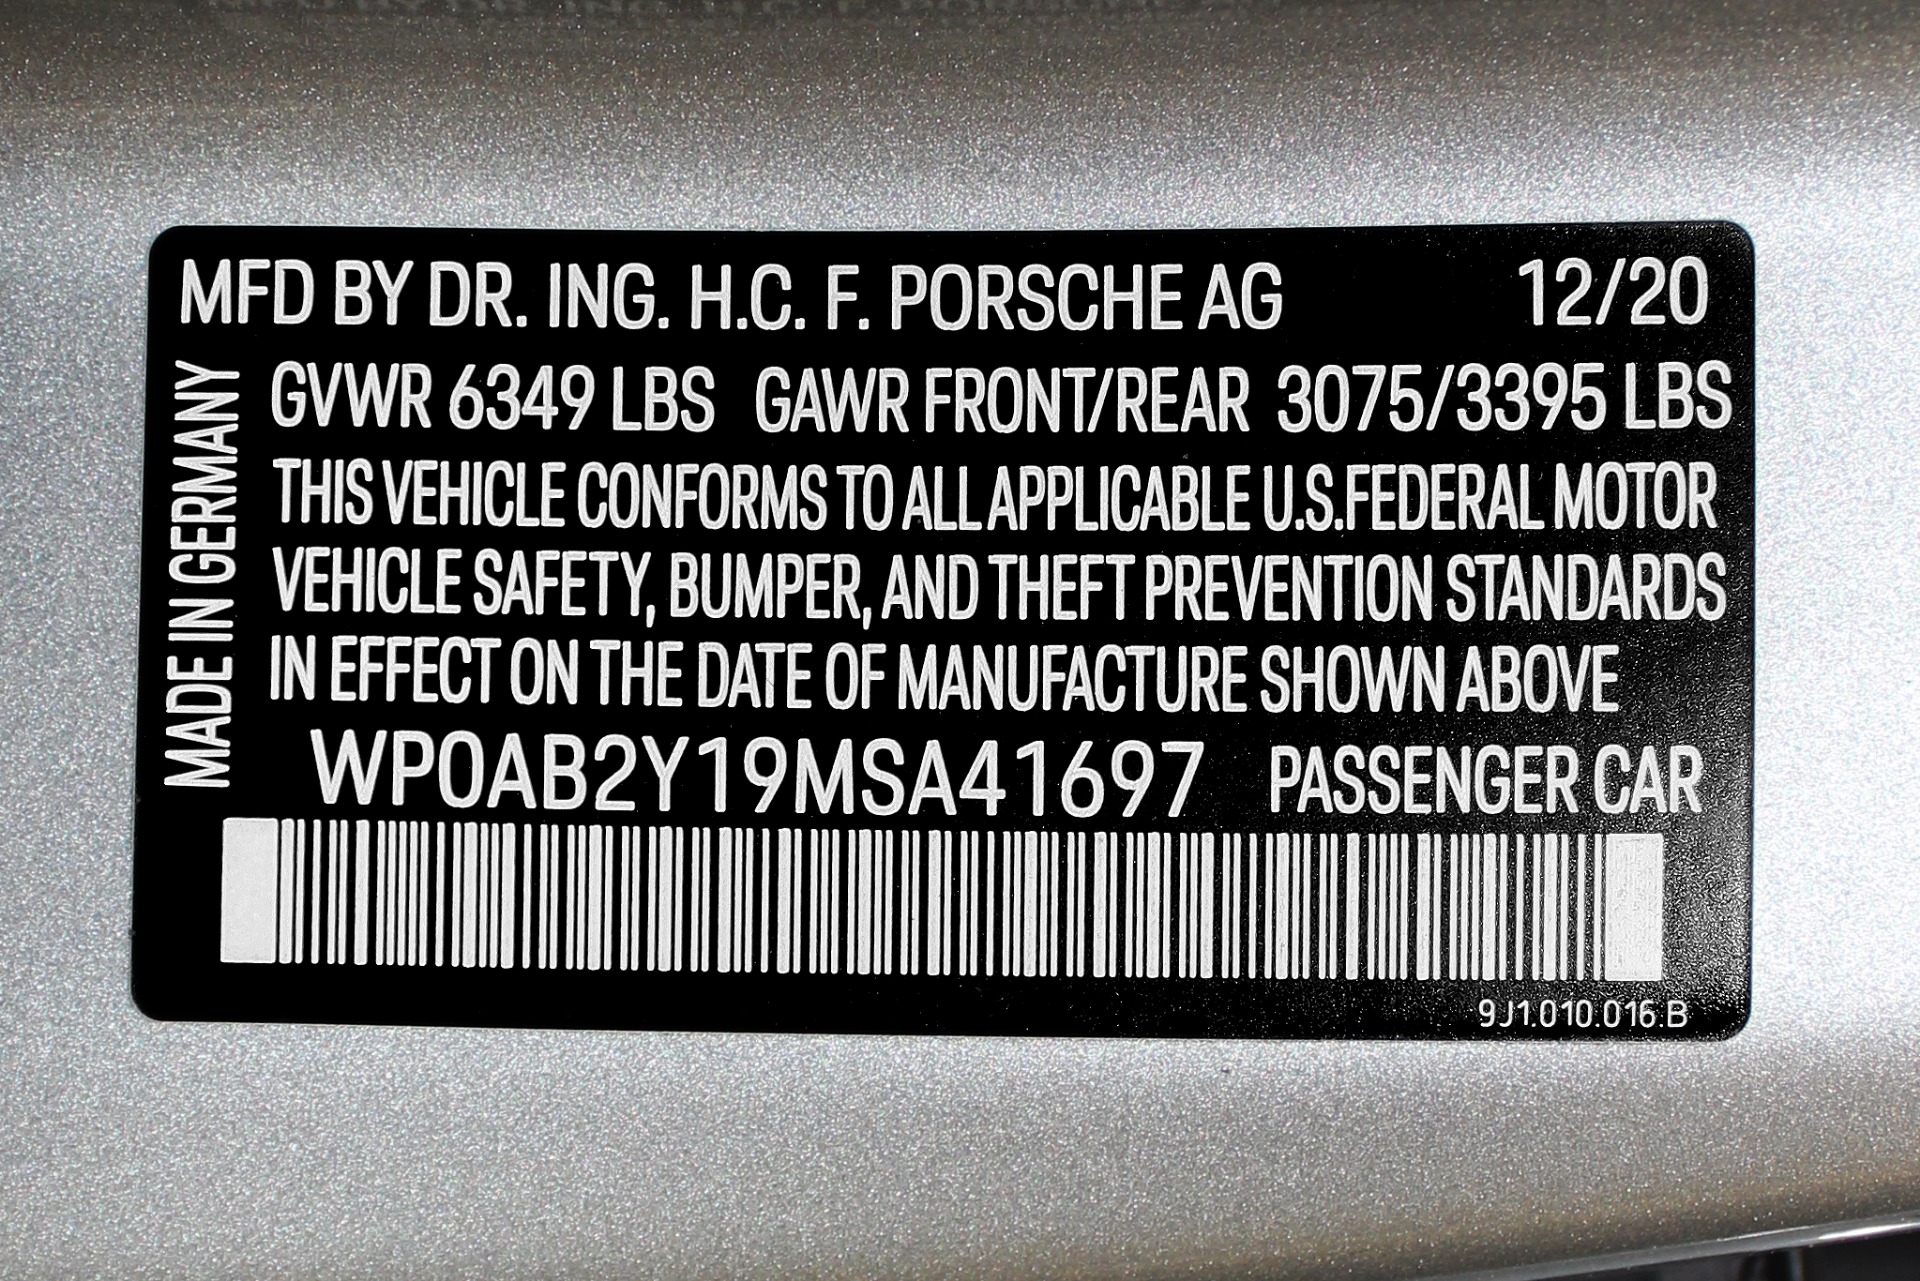 MFD BY DR. ING. H.C. F. PORSCHE AG 12/20
GVWR 6349 LBS GAWR FRONT/REAR 3075/3395 LBS
THIS VEHICLE CONFORMS TO ALL APPLICABLE U.S.FEDERAL MOTOR
VEHICLE SAFETY, BUMPER, AND THEFT PREVENTION STANDARDS
IN EFFECT ON THE DATE OF MANUFACTURE SHOWN ABOVE
WP0AB2Y19MSA41697 PASSENGER CAR
MADE IN GERMANY
9J1.010.016.B